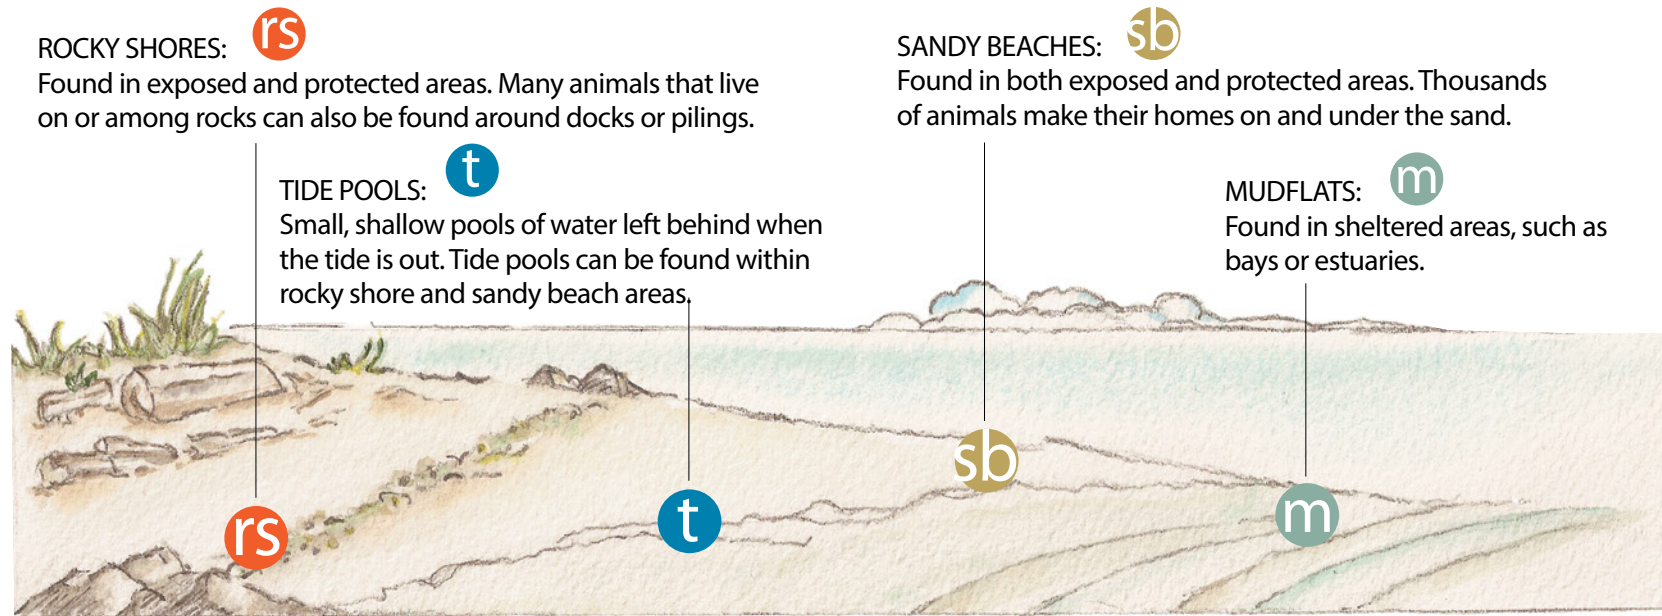 ROCKY SHORES: rs
Found in exposed and protected areas. Many animals that live
on or among rocks can also be found around docks or pilings.
TIDE POOLS: t
Small, shallow pools of water left behind when
the tide is out. Tide pools can be found within
rocky shore and sandy beach areas.
SANDY BEACHES: sb
Found in both exposed and protected areas. Thousands
of animals make their homes on and under the sand.
MUDFLATS: m
Found in sheltered areas, such as
bays or estuaries.
rs
t
sb
m